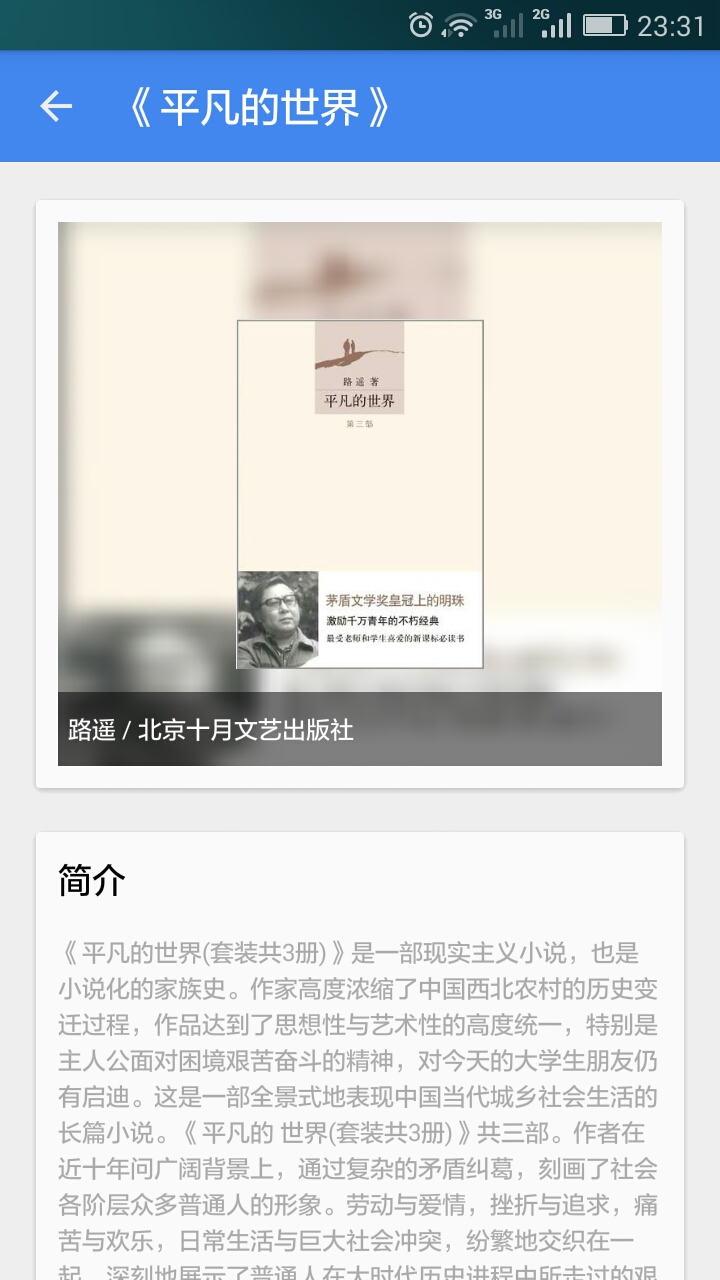 3G 2G 23:31
《平凡的世界》
路遥 著
平凡的世界
第三部
茅盾文学奖皇冠上的明珠
激励千万青年的不朽经典
最受老师和学生喜爱的新课标必读书
路遥 / 北京十月文艺出版社
简介
《平凡的世界(套装共3册)》是一部现实主义小说，也是
小说化的家族史。作家高度浓缩了中国西北农村的历史变
迁过程，作品达到了思想性与艺术性的高度统一，特别是
主人公面对困境艰苦奋斗的精神，对今天的大学生朋友仍
有启迪。这是一部全景式地表现中国当代城乡社会生活的
长篇小说。《平凡的 世界(套装共3册)》共三部。作者在
近十年问广阔背景上，通过复杂的矛盾纠葛，刻画了社会
各阶层众多普通人的形象。劳动与爱情，挫折与追求，痛
苦与欢乐，日常生活与巨大社会冲突，纷繁地交织在一
起，深刻地展示了普通人在大时代历史进程中所走过的艰